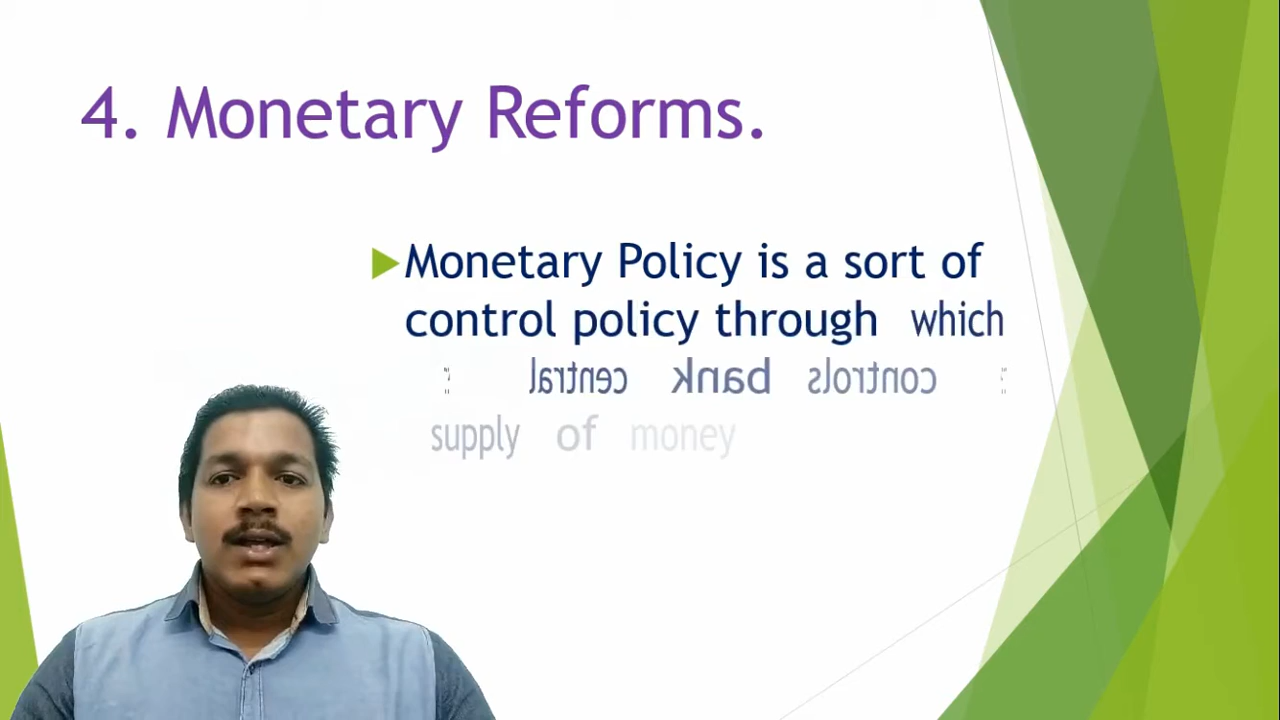 4. Monetary Reforms.
Monetary Policy is a sort of
control policy through which
central bank controls
supply of money